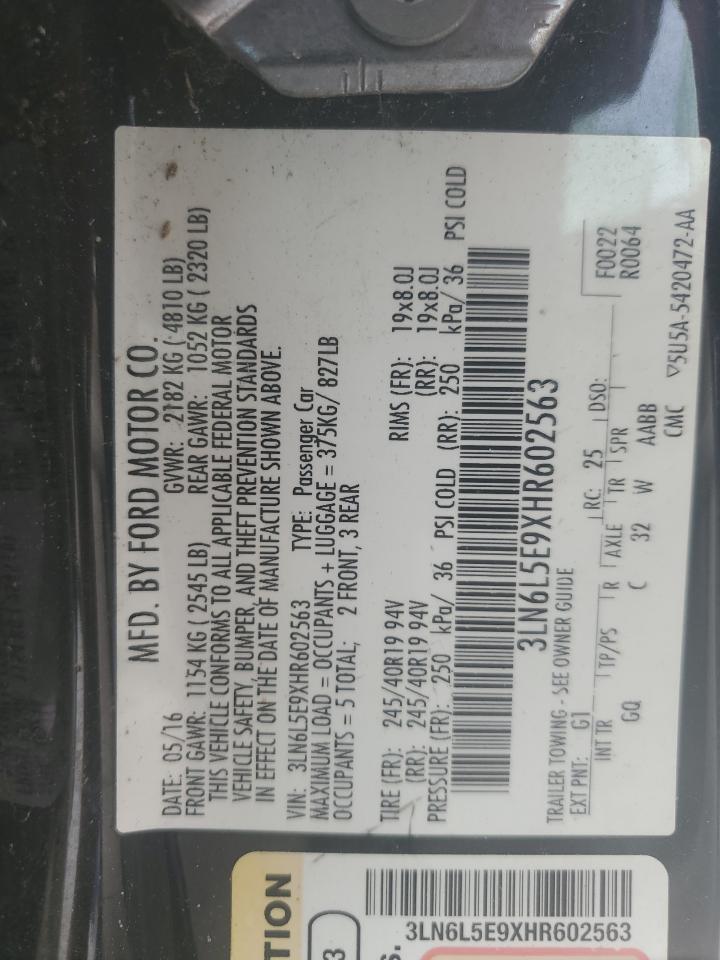 MFD. BY FORD MOTOR CO.
DATE: 05/16 GVWR: 2182 KG ( 4810 LB)
FRONT GAWR: 1154 KG ( 2545 LB) REAR GAWR: 1052 KG ( 2320 LB)
THIS VEHICLE CONFORMS TO ALL APPLICABLE FEDERAL MOTOR
VEHICLE SAFETY, BUMPER, AND THEFT PREVENTION STANDARDS
IN EFFECT ON THE DATE OF MANUFACTURE SHOWN ABOVE.
VIN: 3LN6L5E9XHR602563 TYPE: Passenger Car
MAXIMUM LOAD = OCCUPANTS + LUGGAGE = 375KG/ 827LB
OCCUPANTS = 5 TOTAL; 2 FRONT, 3 REAR
TIRE (FR): 245/40R19 94V RIMS (FR): 19x8.0J
(RR): 245/40R19 94V (RR): 19x8.0J
PRESSURE (FR): 250 kPa/ 36 PSI COLD (RR): 250 kPa/ 36 PSI COLD
3LN6L5E9XHR602563
TRAILER TOWING - SEE OWNER GUIDE F0022
EXT PNT: G1 RC: 25 DSO: R0064
INT TR TP/PS R AXLE TR SPR
GQ C 32 W AABB
CMC ▽5U5A-5420472-AA
TION
3
S.
3LN6L5E9XHR602563